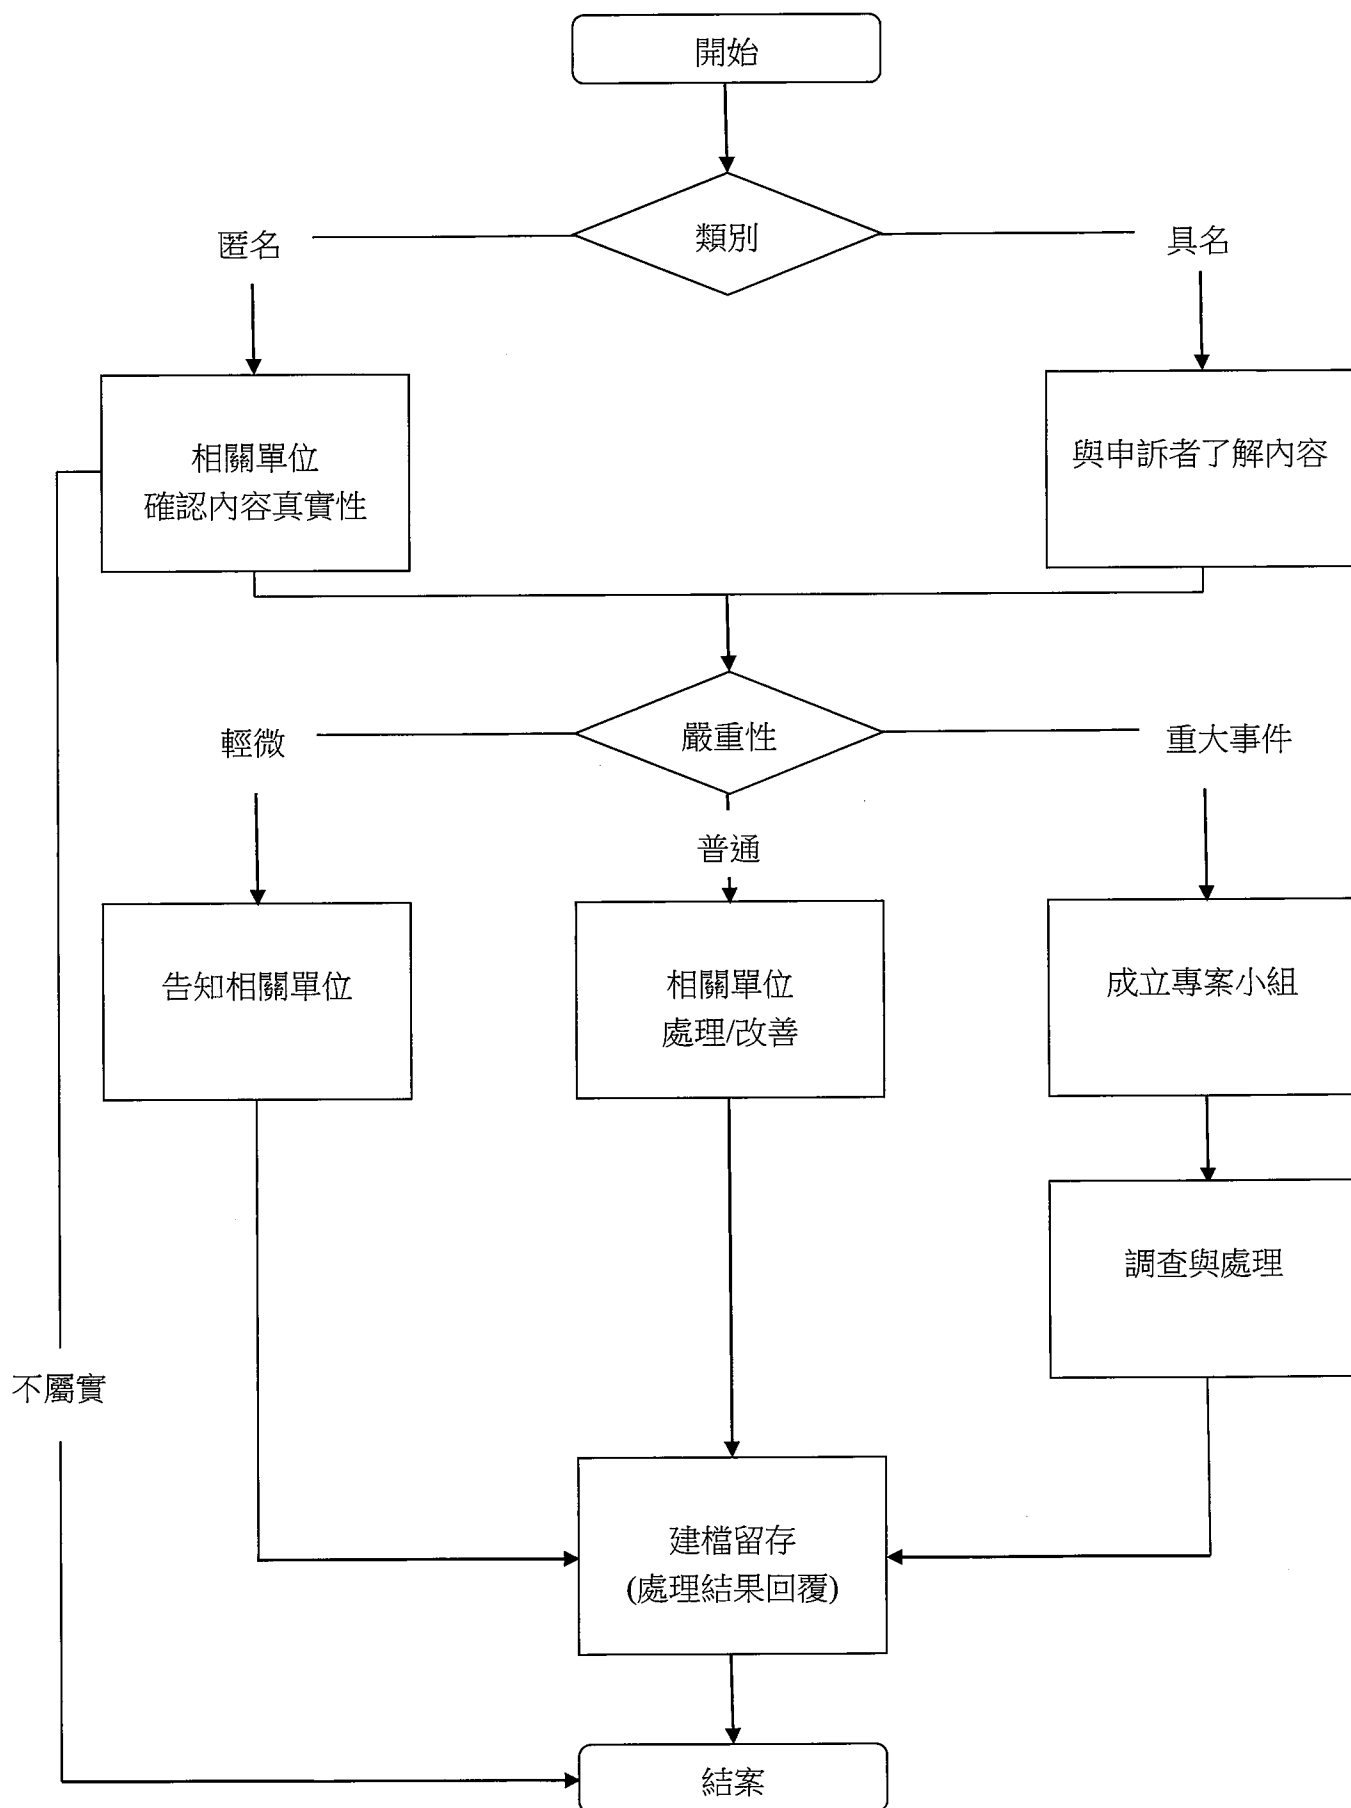 開始
類別
匿名
具名
相關單位
確認內容真實性
與申訴者了解內容
嚴重性
輕微
重大事件
普通
告知相關單位
相關單位
處理/改善
成立專案小組
調查與處理
不屬實
建檔留存
(處理結果回覆)
結案